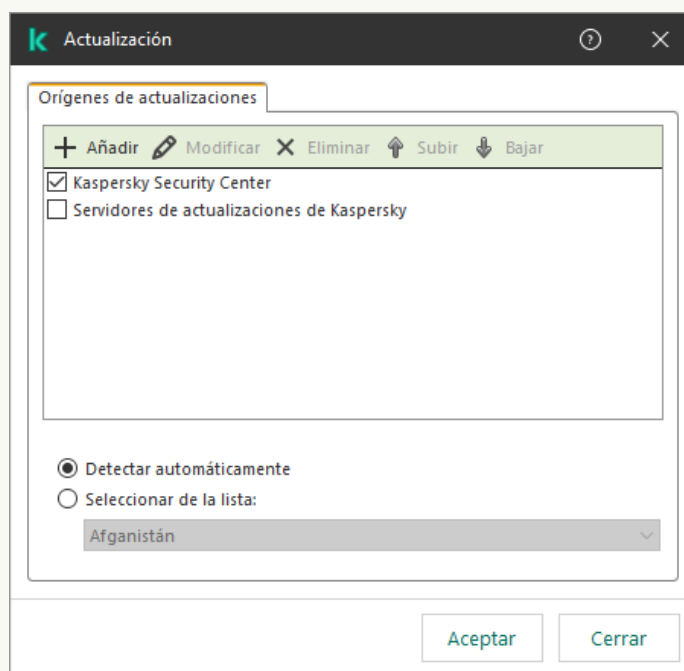 Actualización
Orígenes de actualizaciones
Añadir Modificar Eliminar Subir Bajar
Kaspersky Security Center
Servidores de actualizaciones de Kaspersky
Detectar automáticamente
Seleccionar de la lista:
Afganistán
Aceptar Cerrar